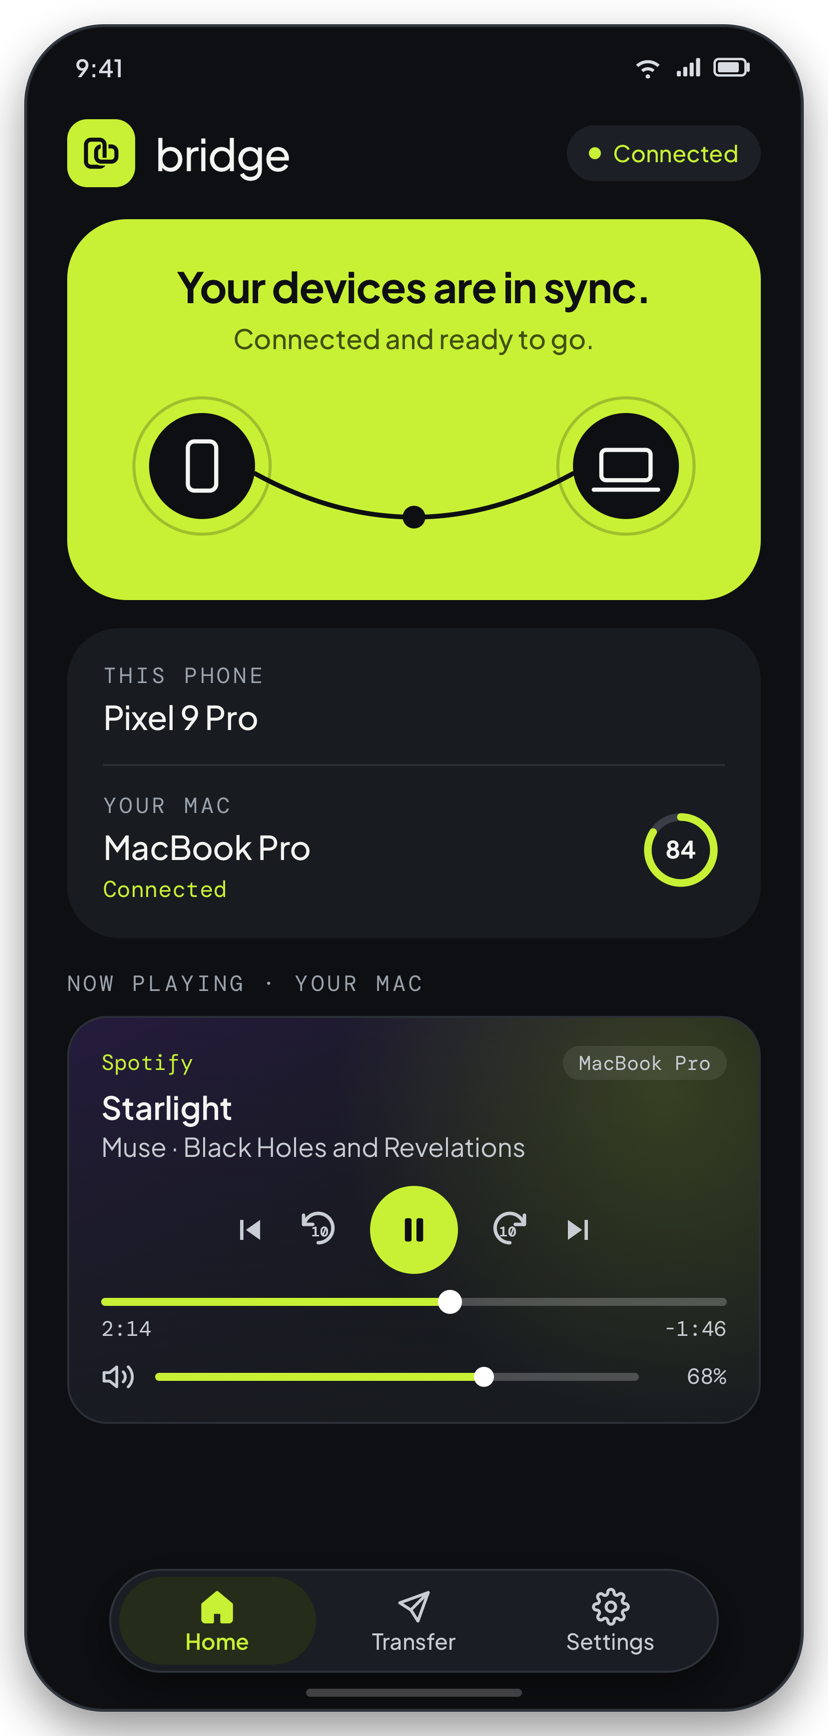 9:41
bridge
Connected
Your devices are in sync.
Connected and ready to go.
THIS PHONE
Pixel 9 Pro
YOUR MAC
MacBook Pro
84
Connected
NOW PLAYING · YOUR MAC
Spotify
MacBook Pro
Starlight
Muse · Black Holes and Revelations
10
10
2:14
-1:46
68%
Home
Transfer
Settings